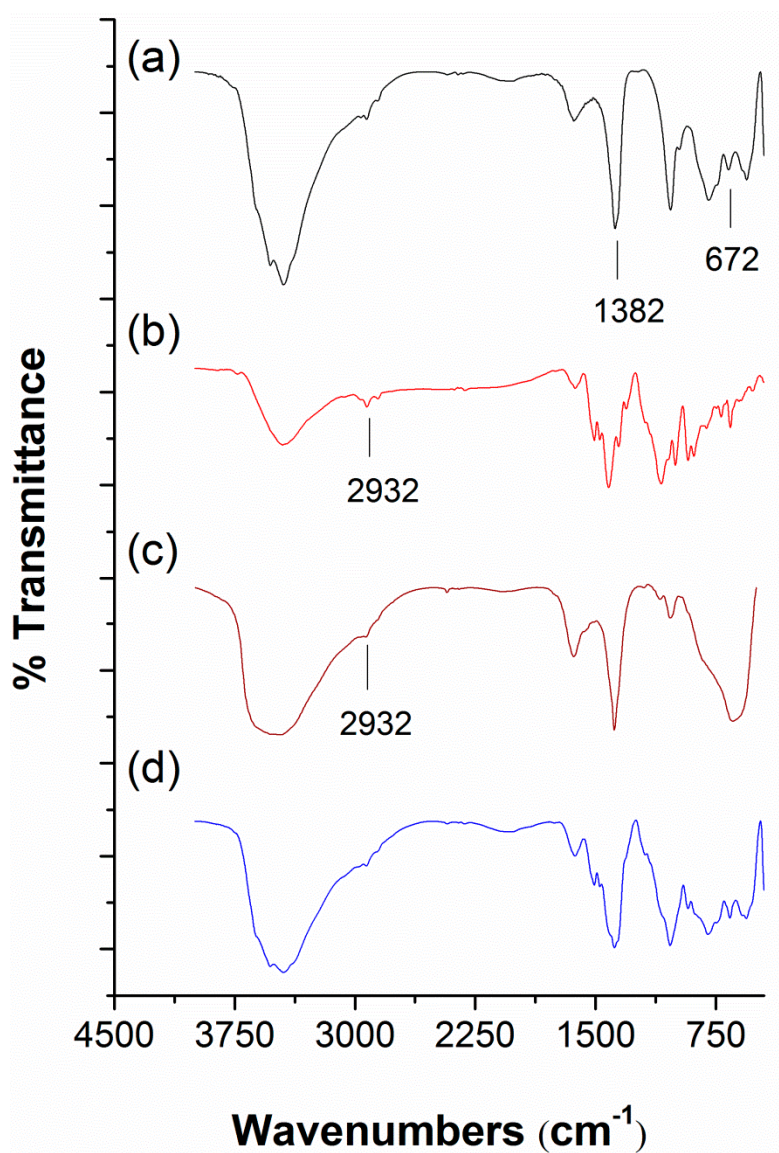 (a)
672
1382
(b)
2932
(c)
2932
(d)
% Transmittance
4500 3750 3000 2250 1500 750
Wavenumbers (cm⁻¹)